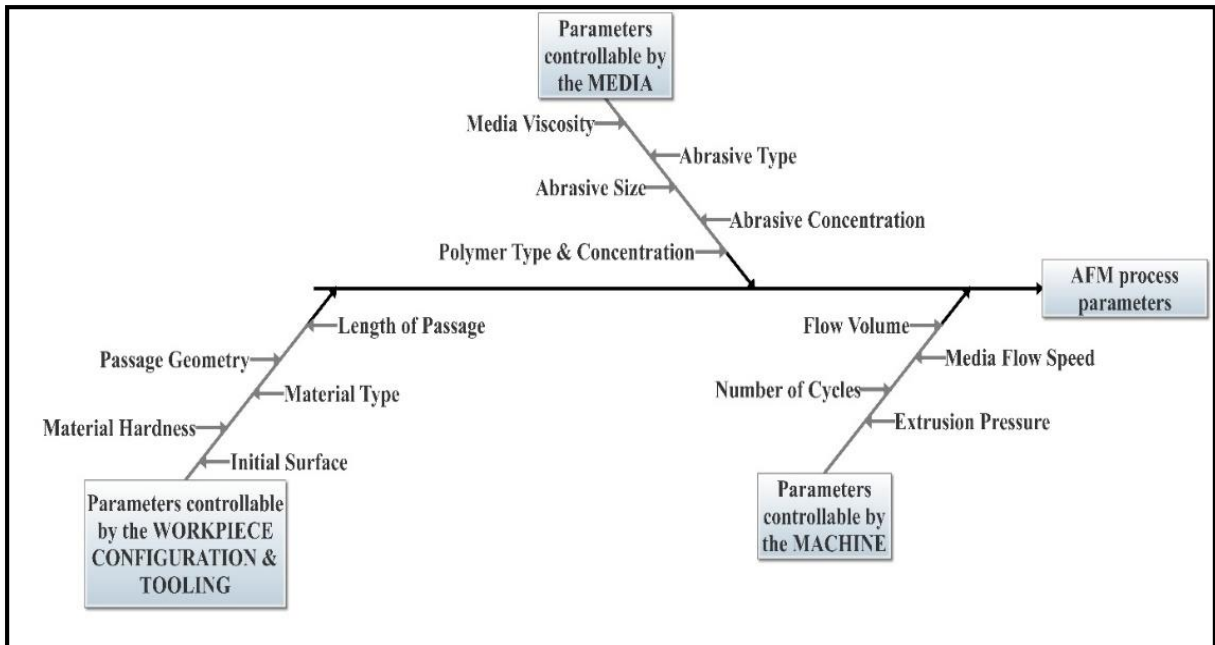 Parameters
controllable by
the MEDIA
Media Viscosity
Abrasive Type
Abrasive Size
Abrasive Concentration
Polymer Type & Concentration
AFM process
parameters
Length of Passage
Passage Geometry
Material Type
Material Hardness
Initial Surface
Parameters controllable
by the WORKPIECE
CONFIGURATION &
TOOLING
Flow Volume
Media Flow Speed
Number of Cycles
Extrusion Pressure
Parameters
controllable by
the MACHINE